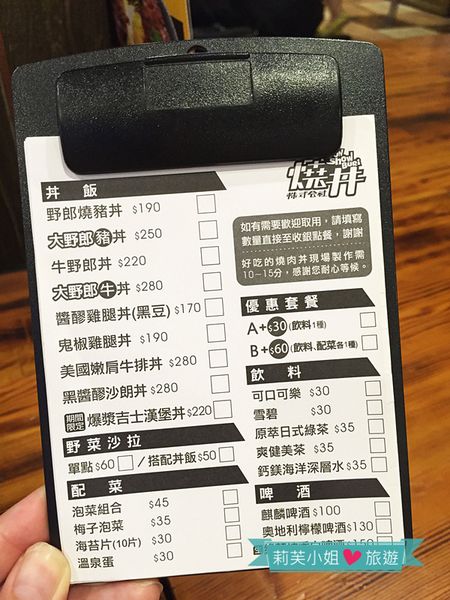 Show Buei
燒丼
株式会社
丼 飯
野郎燒豬丼 $190
大野郎豬丼 $250
牛野郎丼 $220
大野郎牛丼 $280
醬醪雞腿丼(黑豆) $170
鬼椒雞腿丼 $190
美國嫩肩牛排丼 $280
黑醬醪沙朗丼 $280
期間限定 爆漿吉士漢堡丼 $220
野菜沙拉
單點 $60 / 搭配丼飯 $50
配 菜
泡菜組合 $45
梅子泡菜 $35
海苔片(10片) $30
溫泉蛋 $30
如有需要歡迎取用，請填寫
數量直接至收銀點餐，謝謝
好吃的燒肉丼現場製作需
10~15分，感謝您耐心等候。
優惠套餐
A+$30(飲料1種)
B+$60(飲料、配菜各1種)
飲 料
可口可樂 $30
雪碧 $30
原萃日式綠茶 $35
爽健美茶 $35
鈣鎂海洋深層水 $35
啤 酒
麒麟啤酒 $100
奧地利檸檬啤酒 $130
莉芙小姐 旅遊